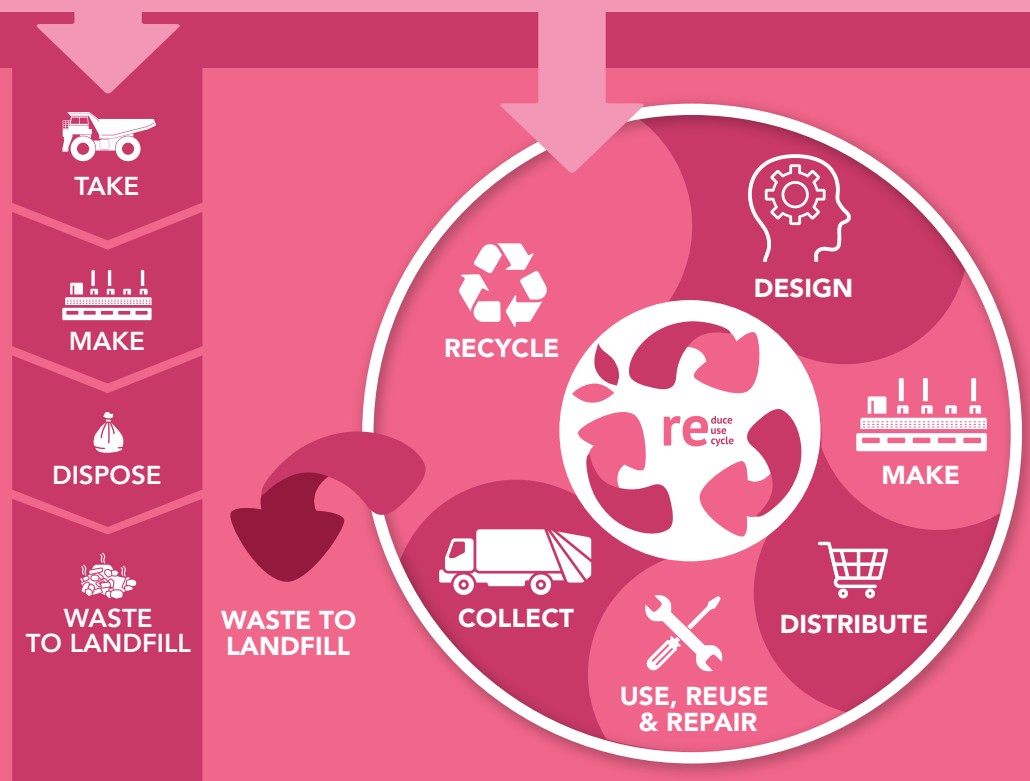 TAKE
MAKE
DISPOSE
WASTE
TO LANDFILL
WASTE TO
LANDFILL
RECYCLE
DESIGN
MAKE
DISTRIBUTE
USE, REUSE
& REPAIR
COLLECT
re
duce
use
cycle